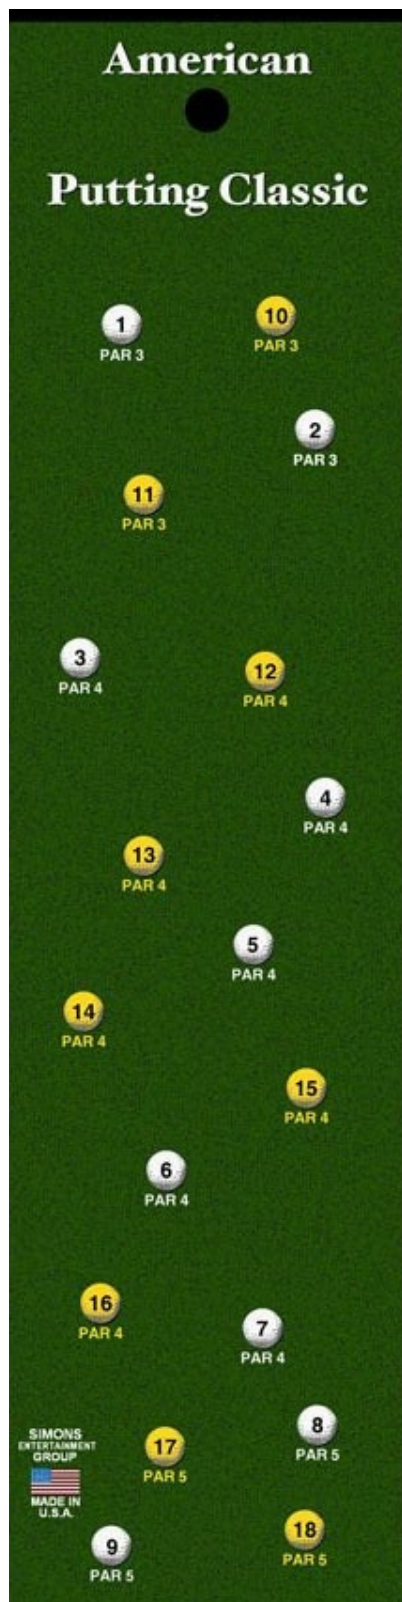 American
Putting Classic
1
PAR 3
10
PAR 3
2
PAR 3
11
PAR 3
3
PAR 4
12
PAR 4
4
PAR 4
13
PAR 4
5
PAR 4
14
PAR 4
15
PAR 4
6
PAR 4
16
PAR 4
7
PAR 4
8
PAR 5
SIMONS
ENTERTAINMENT
GROUP
MADE IN
U.S.A.
17
PAR 5
18
PAR 5
9
PAR 5